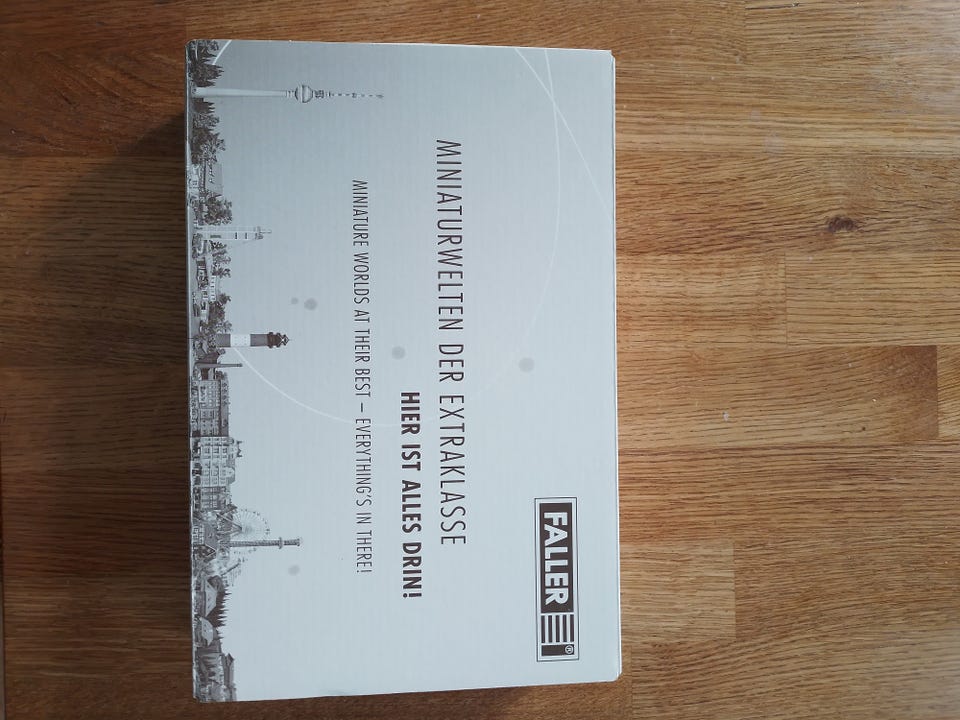 FALLER®
MINIATURWELTEN DER EXTRAKLASSE
HIER IST ALLES DRIN!
MINIATURE WORLDS AT THEIR BEST – EVERYTHING'S IN THERE!